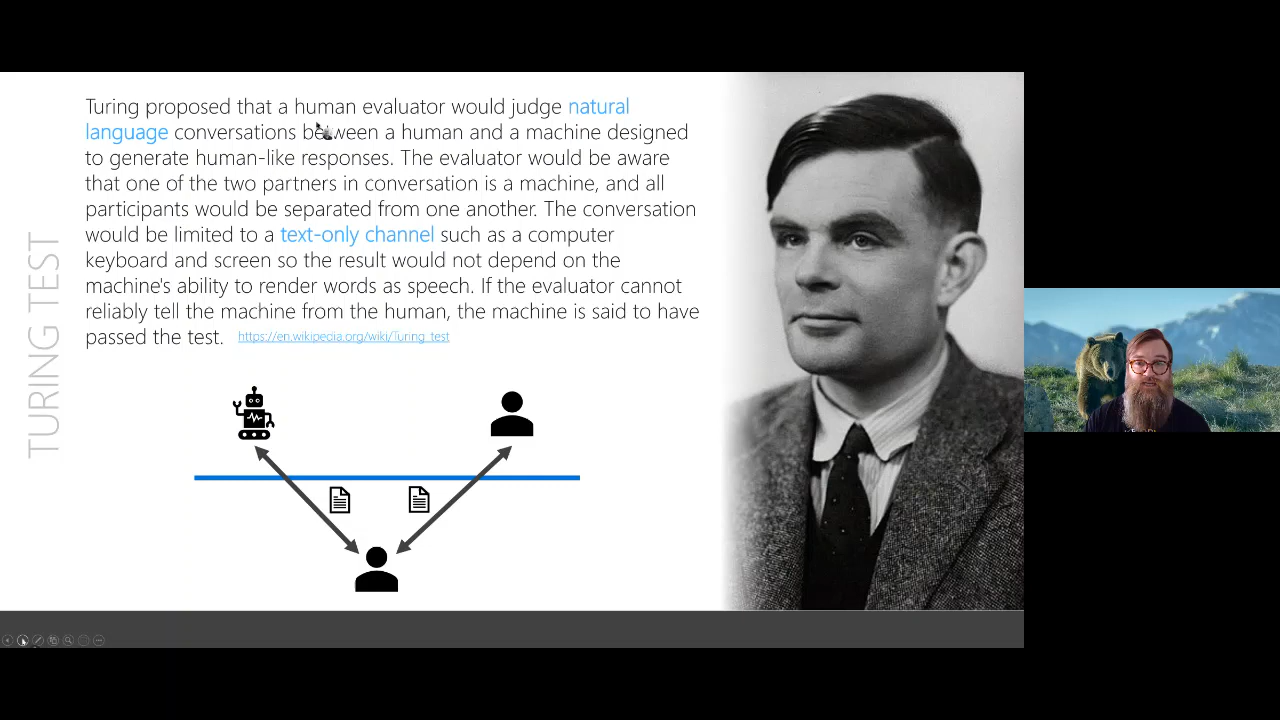 Turing proposed that a human evaluator would judge natural
language conversations between a human and a machine designed
to generate human-like responses. The evaluator would be aware
that one of the two partners in conversation is a machine, and all
participants would be separated from one another. The conversation
would be limited to a text-only channel such as a computer
keyboard and screen so the result would not depend on the
machine's ability to render words as speech. If the evaluator cannot
reliably tell the machine from the human, the machine is said to have
passed the test. https://en.wikipedia.org/wiki/Turing_test
TURING TEST